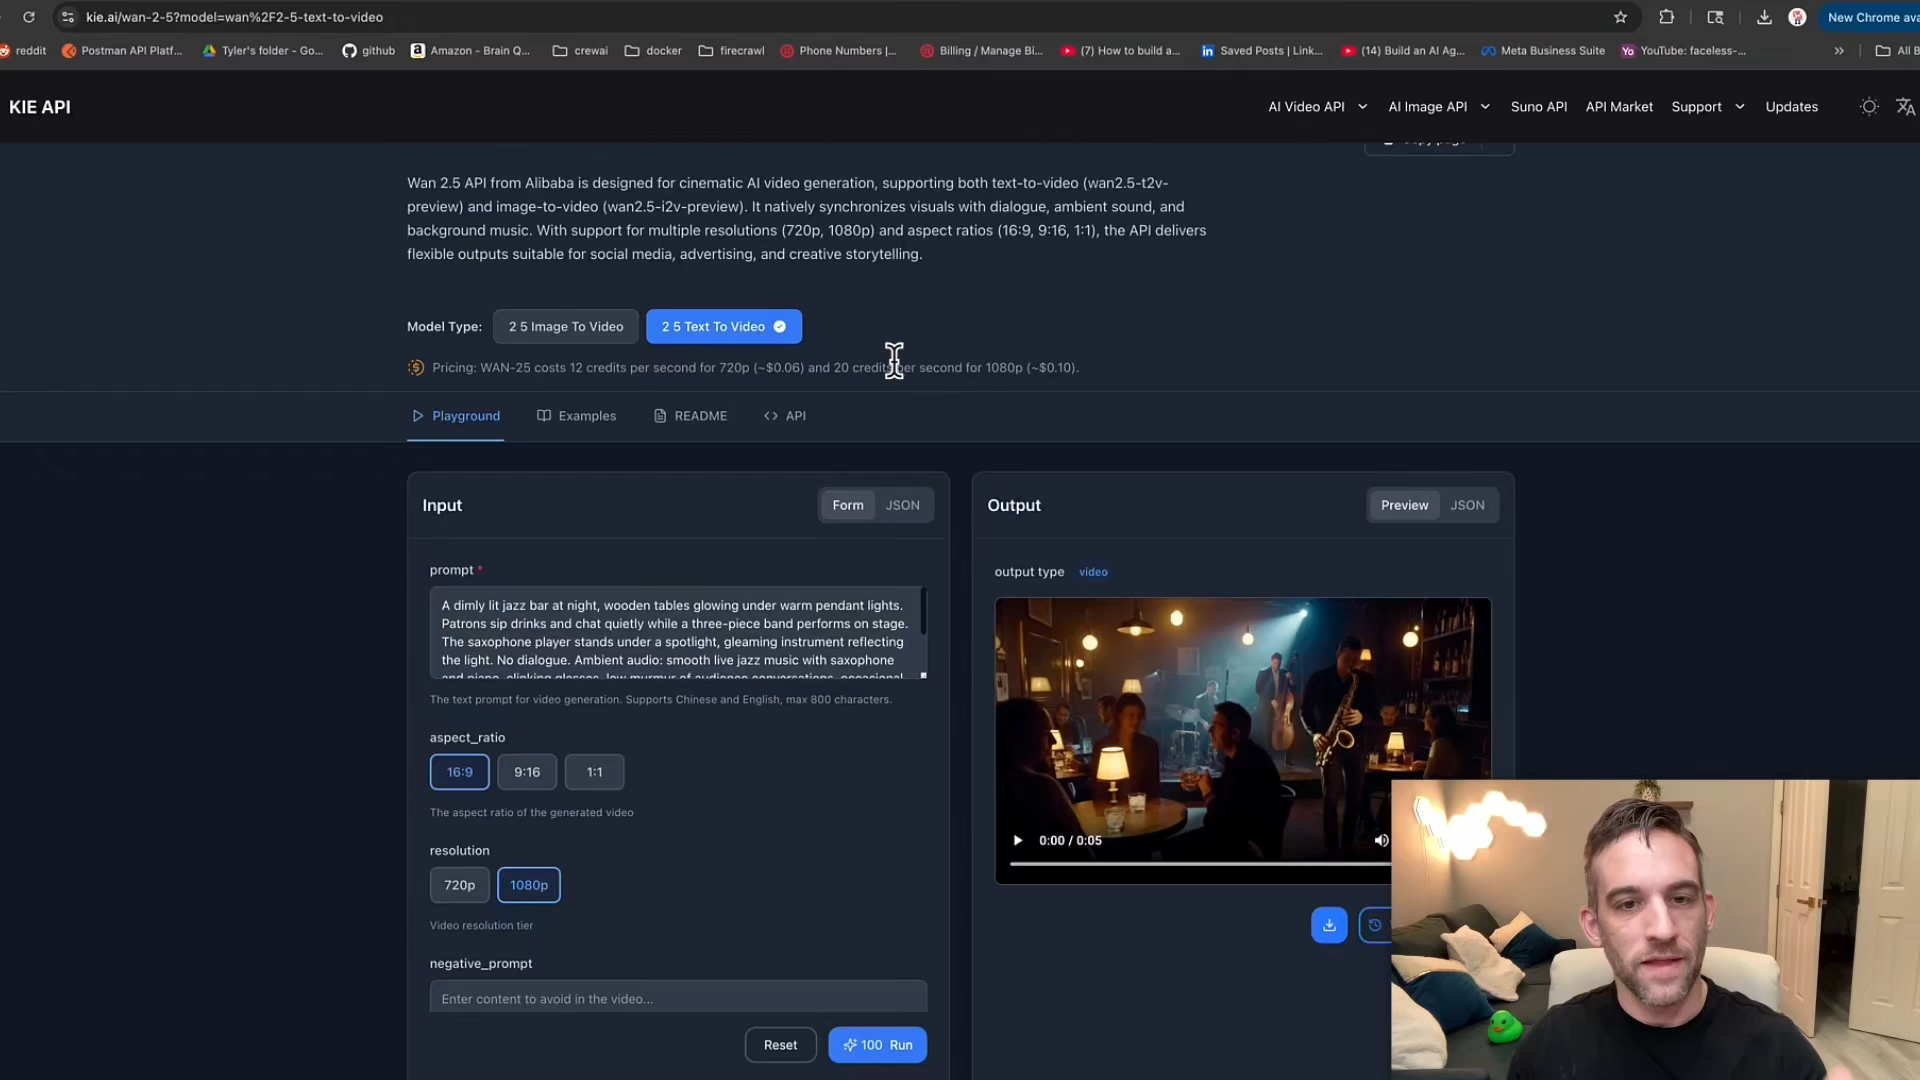 kie.ai/wan-2-5?model=wan%2F2-5-text-to-video
New Chrome ava
reddit
Postman API Platf...
Tyler's folder - Go...
github
Amazon - Brain Q...
crewai
docker
firecrawl
Phone Numbers |...
Billing / Manage Bi...
(7) How to build a...
Saved Posts | Link...
(14) Build an AI Ag...
Meta Business Suite
YouTube: faceless-...
»
All B
KIE API
AI Video API
AI Image API
Suno API
API Market
Support
Updates
Wan 2.5 API from Alibaba is designed for cinematic AI video generation, supporting both text-to-video (wan2.5-t2v-
preview) and image-to-video (wan2.5-i2v-preview). It natively synchronizes visuals with dialogue, ambient sound, and
background music. With support for multiple resolutions (720p, 1080p) and aspect ratios (16:9, 9:16, 1:1), the API delivers
flexible outputs suitable for social media, advertising, and creative storytelling.
Model Type:
2 5 Image To Video
2 5 Text To Video
Pricing: WAN-25 costs 12 credits per second for 720p (~$0.06) and 20 credits per second for 1080p (~$0.10).
Playground
Examples
README
API
Input
Form
JSON
Output
Preview
JSON
prompt *
output type
video
A dimly lit jazz bar at night, wooden tables glowing under warm pendant lights.
Patrons sip drinks and chat quietly while a three-piece band performs on stage.
The saxophone player stands under a spotlight, gleaming instrument reflecting
the light. No dialogue. Ambient audio: smooth live jazz music with saxophone
and piano, clinking glasses, low murmur of audience conversations, occasional
The text prompt for video generation. Supports Chinese and English, max 800 characters.
aspect_ratio
16:9
9:16
1:1
The aspect ratio of the generated video
0:00 / 0:05
resolution
720p
1080p
Video resolution tier
negative_prompt
Enter content to avoid in the video...
Reset
100 Run